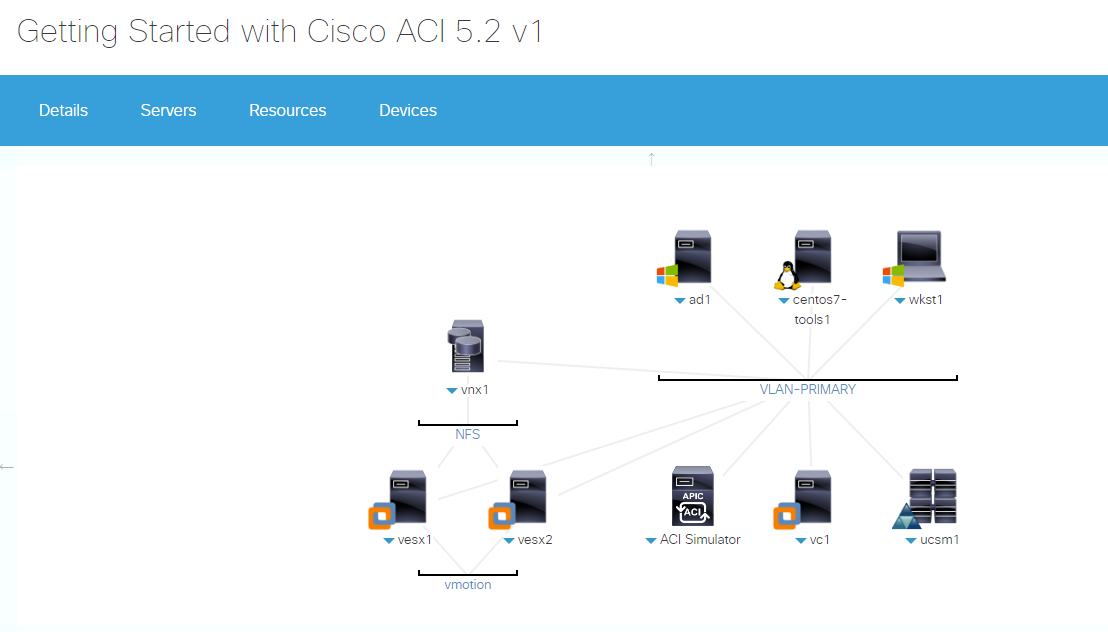 Getting Started with Cisco ACI 5.2 v1
Details Servers Resources Devices
ad1
centos7-
tools1
wkst1
vnx1
VLAN-PRIMARY
NFS
APIC
ACI
vesx1
vesx2
ACI Simulator
vc1
ucsm1
vmotion